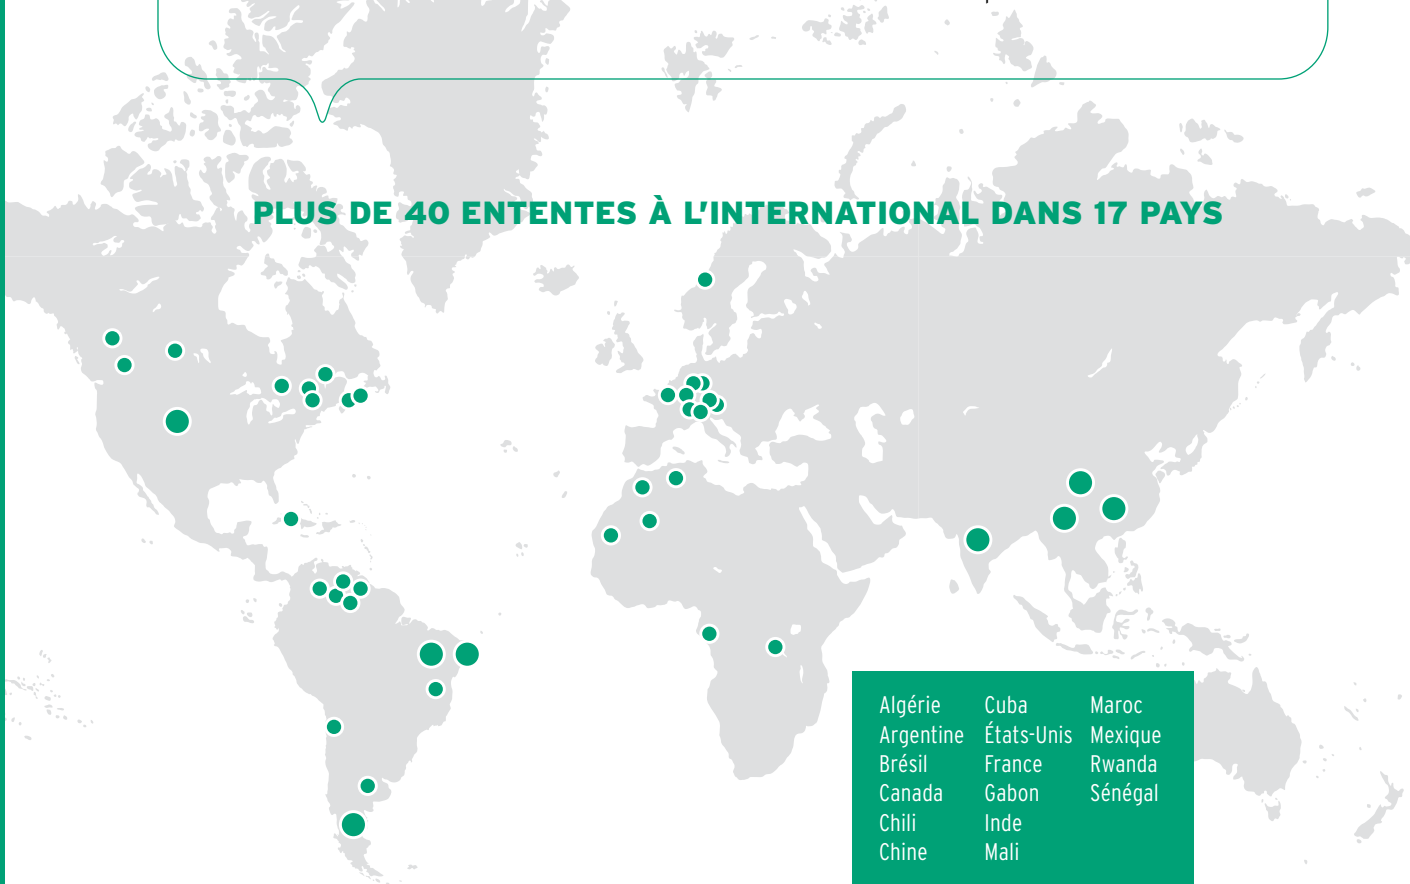 PLUS DE 40 ENTENTES À L'INTERNATIONAL DANS 17 PAYS
Algérie
Argentine
Brésil
Canada
Chili
Chine
Cuba
États-Unis
France
Gabon
Inde
Mali
Maroc
Mexique
Rwanda
Sénégal